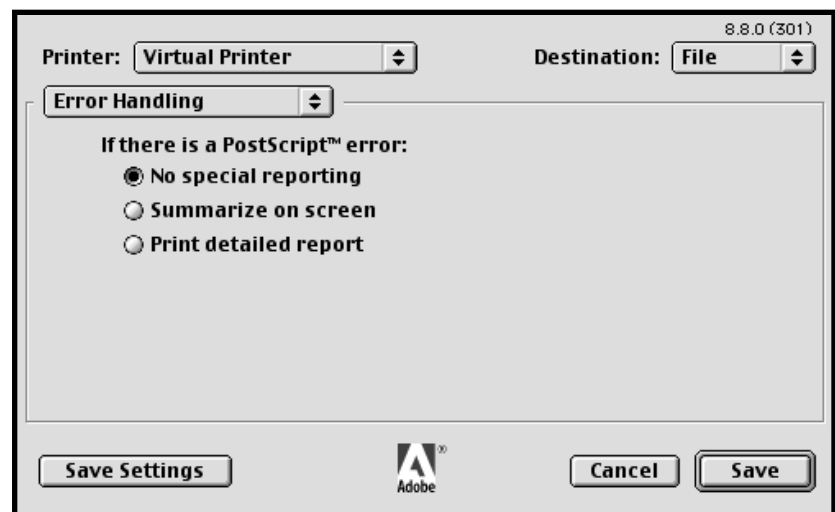 8.8.0 (301)
Printer: Virtual Printer Destination: File
Error Handling
If there is a PostScript™ error:
No special reporting
Summarize on screen
Print detailed report
Save Settings Adobe® Cancel Save